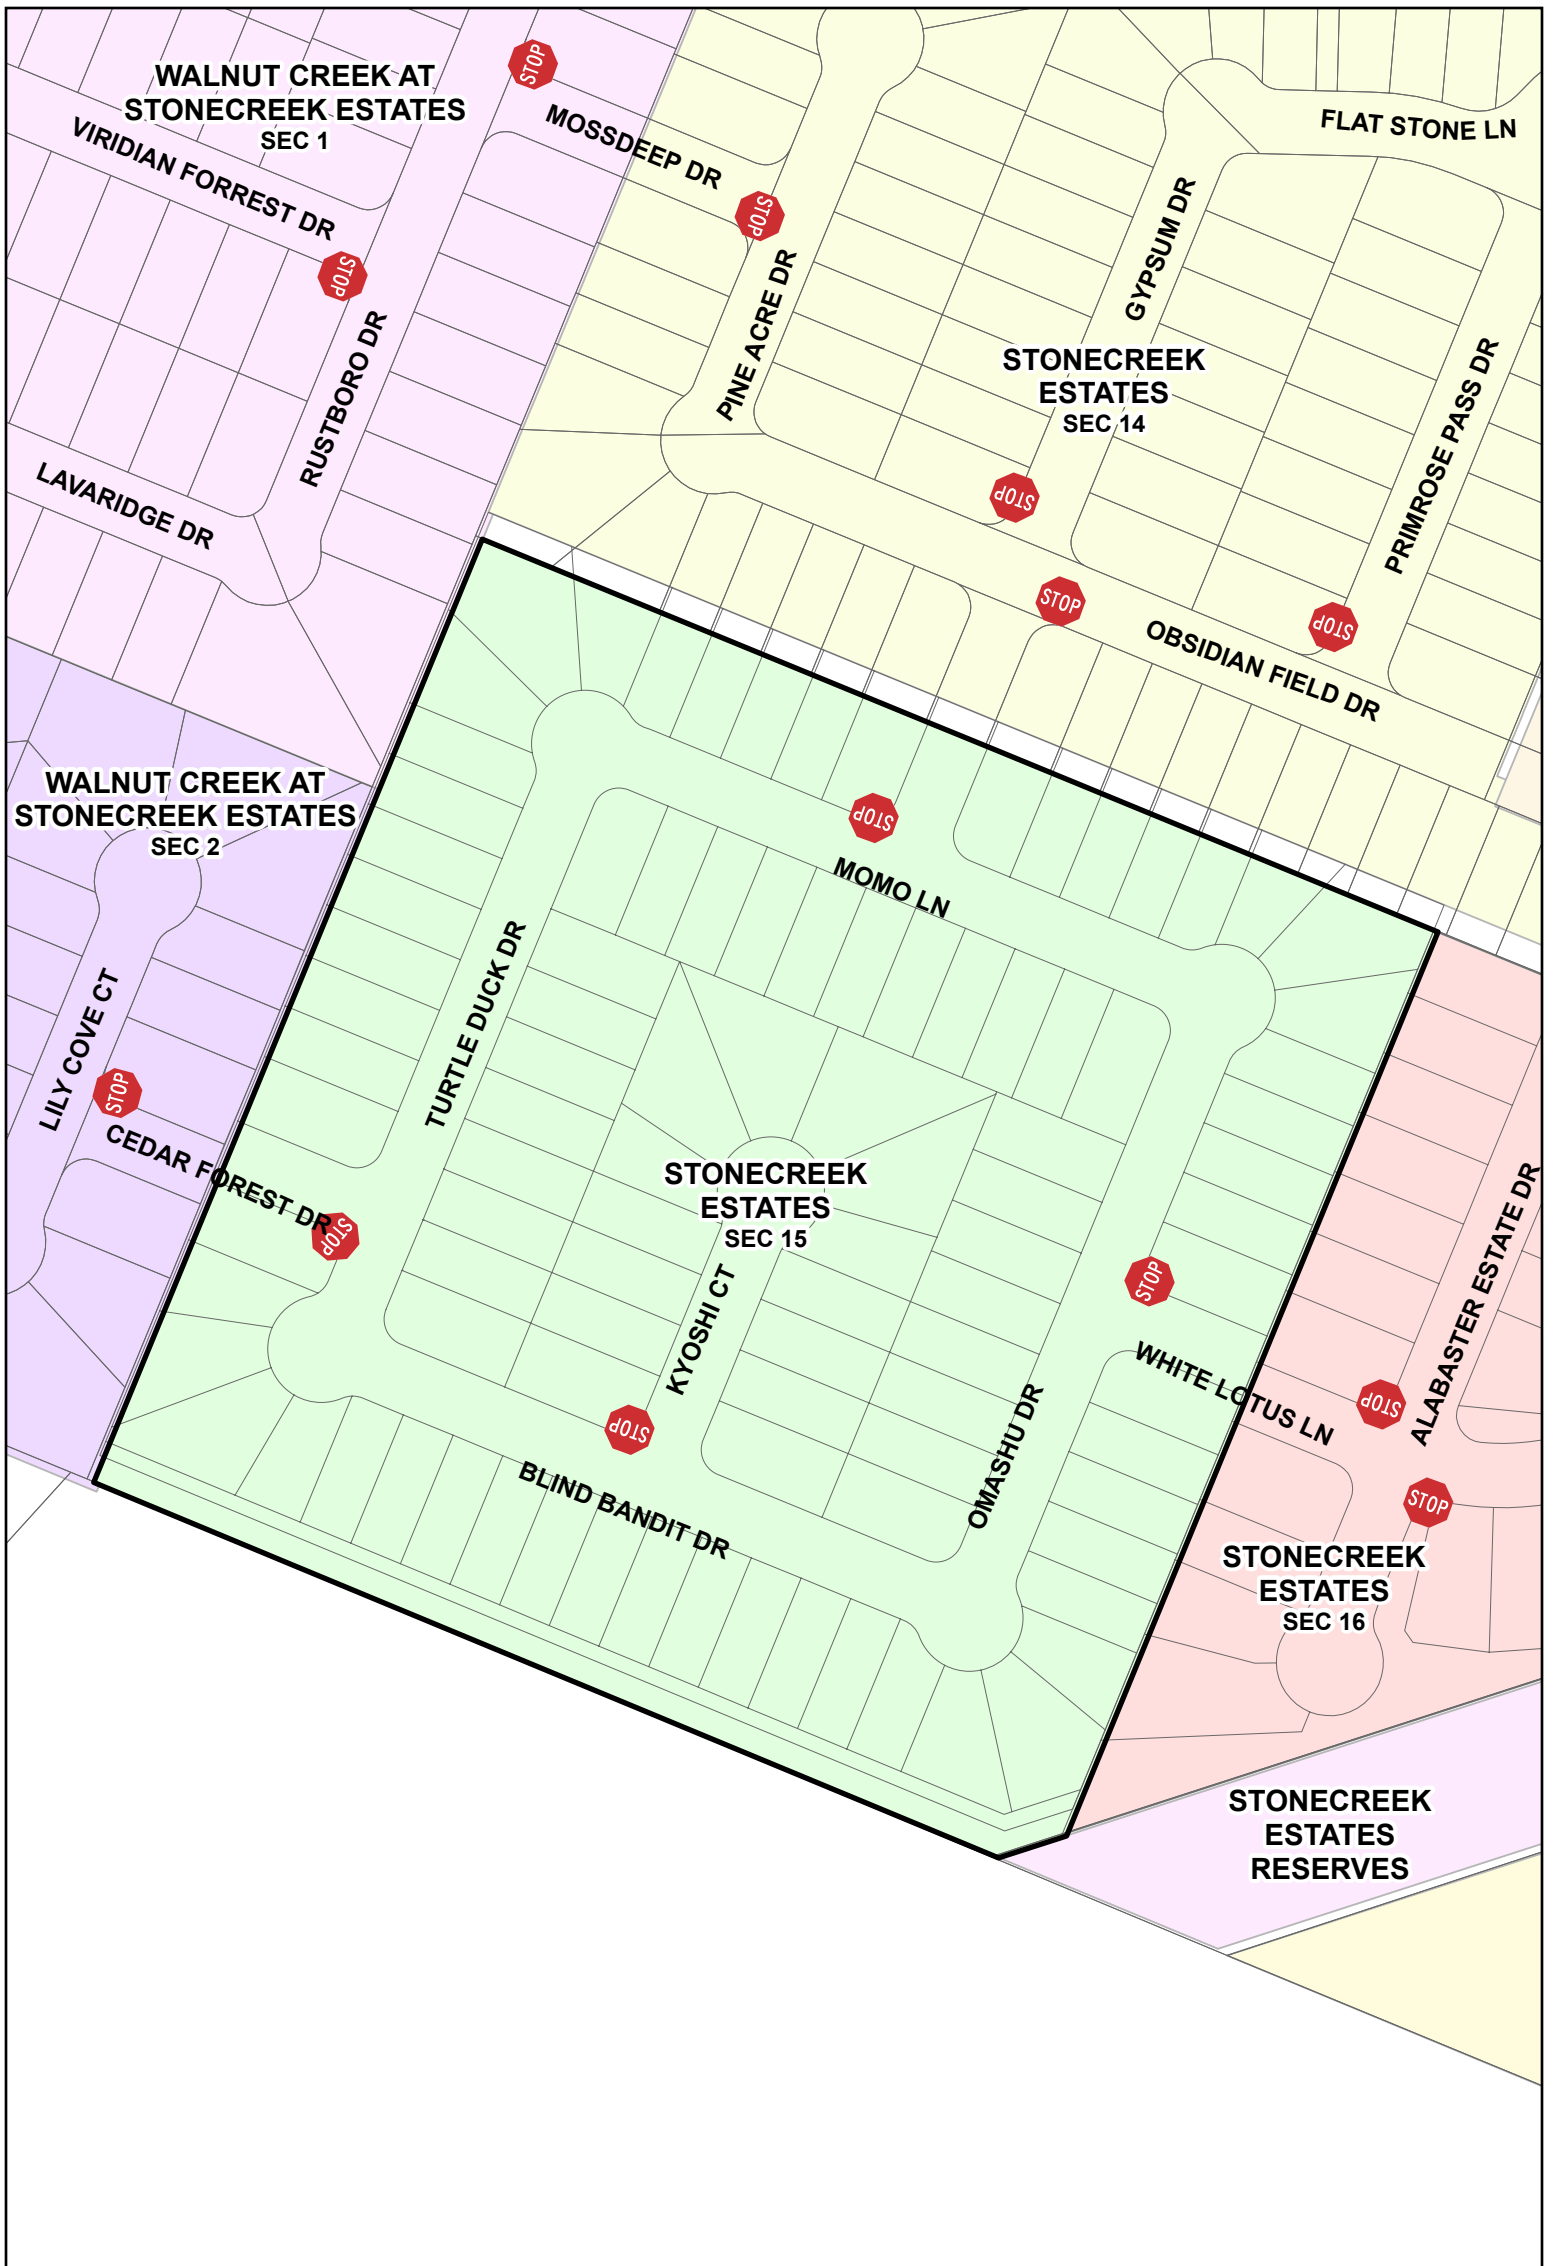 WALNUT CREEK AT
STONECREEK ESTATES
SEC 1
STOP
MOSSDEEP DR
FLAT STONE LN
VIRIDIAN FORREST DR
STOP
STOP
RUSTBORO DR
PINE ACRE DR
GYPSUM DR
STONECREEK
ESTATES
SEC 14
PRIMROSE PASS DR
LAVARIDGE DR
STOP
STOP
STOP
OBSIDIAN FIELD DR
WALNUT CREEK AT
STONECREEK ESTATES
SEC 2
STOP
MOMO LN
TURTLE DUCK DR
LILY COVE CT
STOP
CEDAR FOREST DR
STOP
STONECREEK
ESTATES
SEC 15
KYOSHI CT
STOP
WHITE LOTUS LN
ALABASTER ESTATE DR
STOP
OMASHU DR
STOP
BLIND BANDIT DR
STOP
STONECREEK
ESTATES
SEC 16
STONECREEK
ESTATES
RESERVES